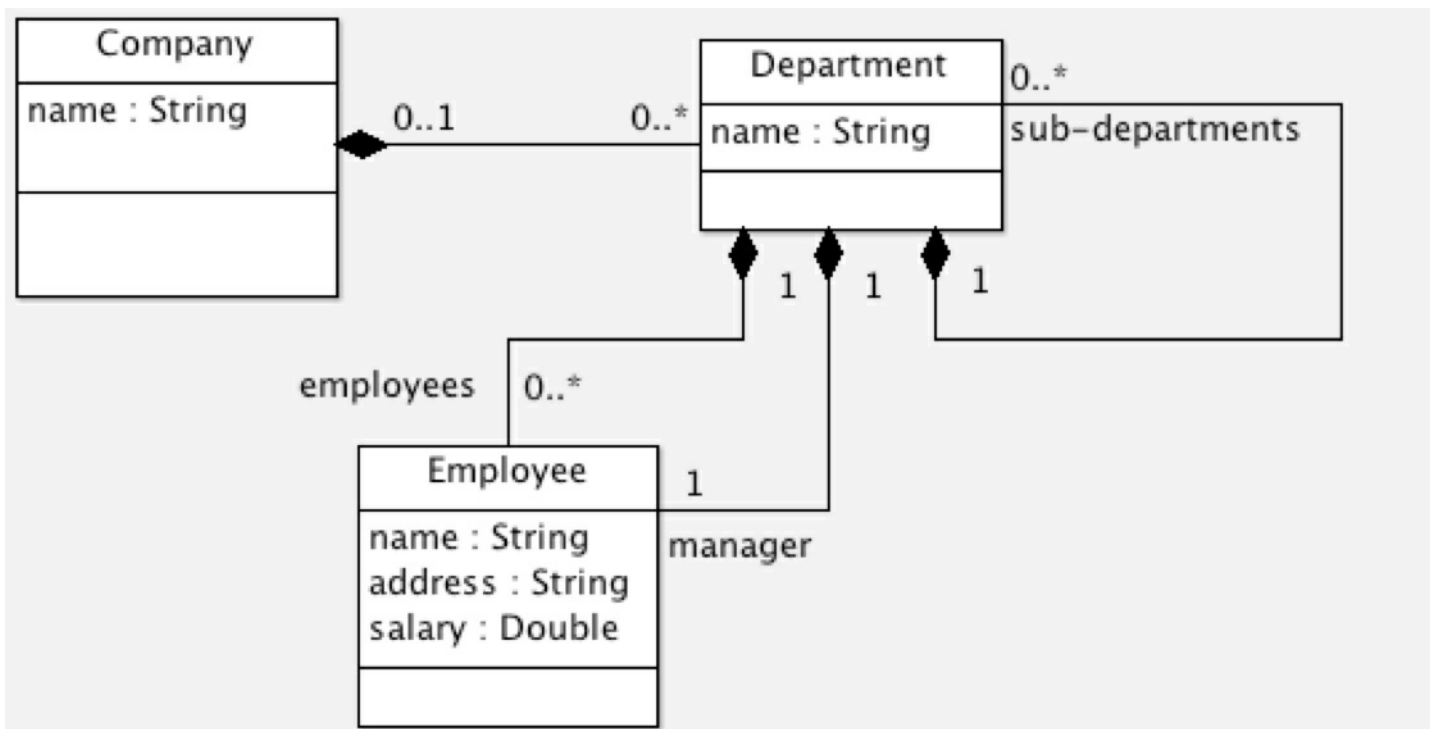 Company
name : String
0..1
0..*
Department
name : String
0..*
sub-departments
1
1
1
employees
0..*
Employee
name : String
address : String
salary : Double
1
manager